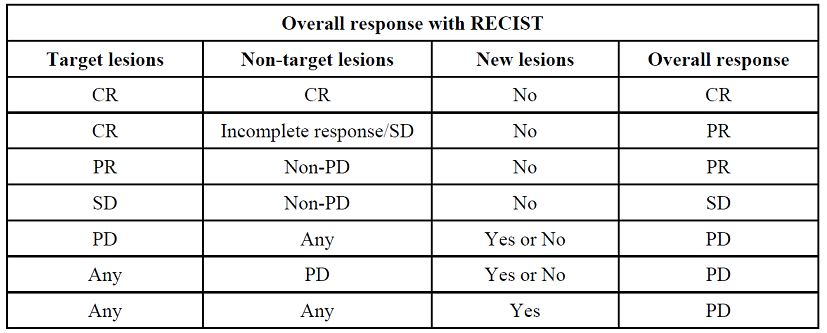 Overall response with RECIST
Target lesions Non-target lesions New lesions Overall response
CR CR No CR
CR Incomplete response/SD No PR
PR Non-PD No PR
SD Non-PD No SD
PD Any Yes or No PD
Any PD Yes or No PD
Any Any Yes PD